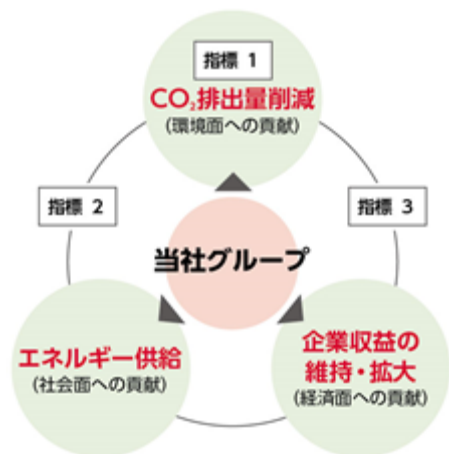 指標 1
CO₂排出量削減
(環境面への貢献)
指標 2
指標 3
当社グループ
エネルギー供給
(社会面への貢献)
企業収益の
維持・拡大
(経済面への貢献)